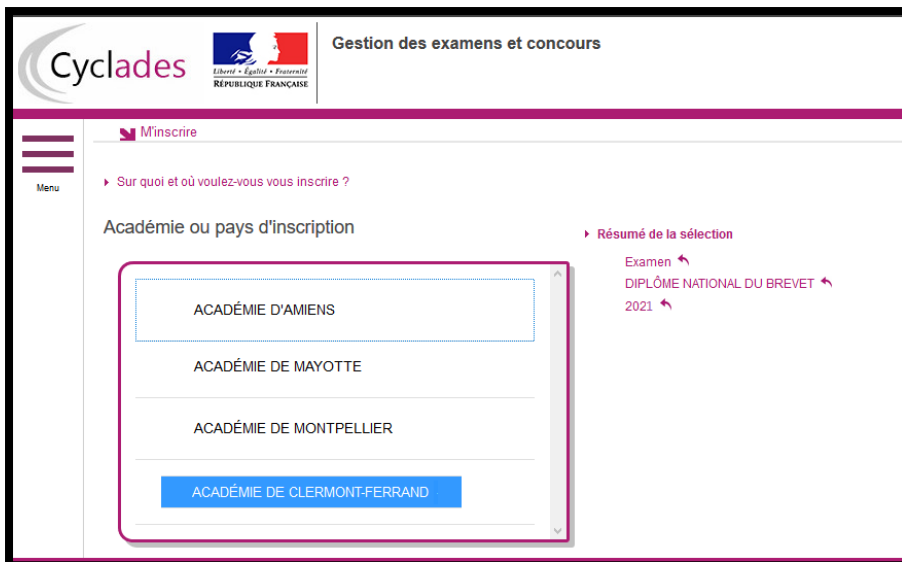 Cyclades
Liberté • Égalité • Fraternité
RÉPUBLIQUE FRANÇAISE
Gestion des examens et concours
M'inscrire
Menu
Sur quoi et où voulez-vous vous inscrire ?
Académie ou pays d'inscription
ACADÉMIE D'AMIENS
ACADÉMIE DE MAYOTTE
ACADÉMIE DE MONTPELLIER
ACADÉMIE DE CLERMONT-FERRAND
Résumé de la sélection
Examen
DIPLÔME NATIONAL DU BREVET
2021